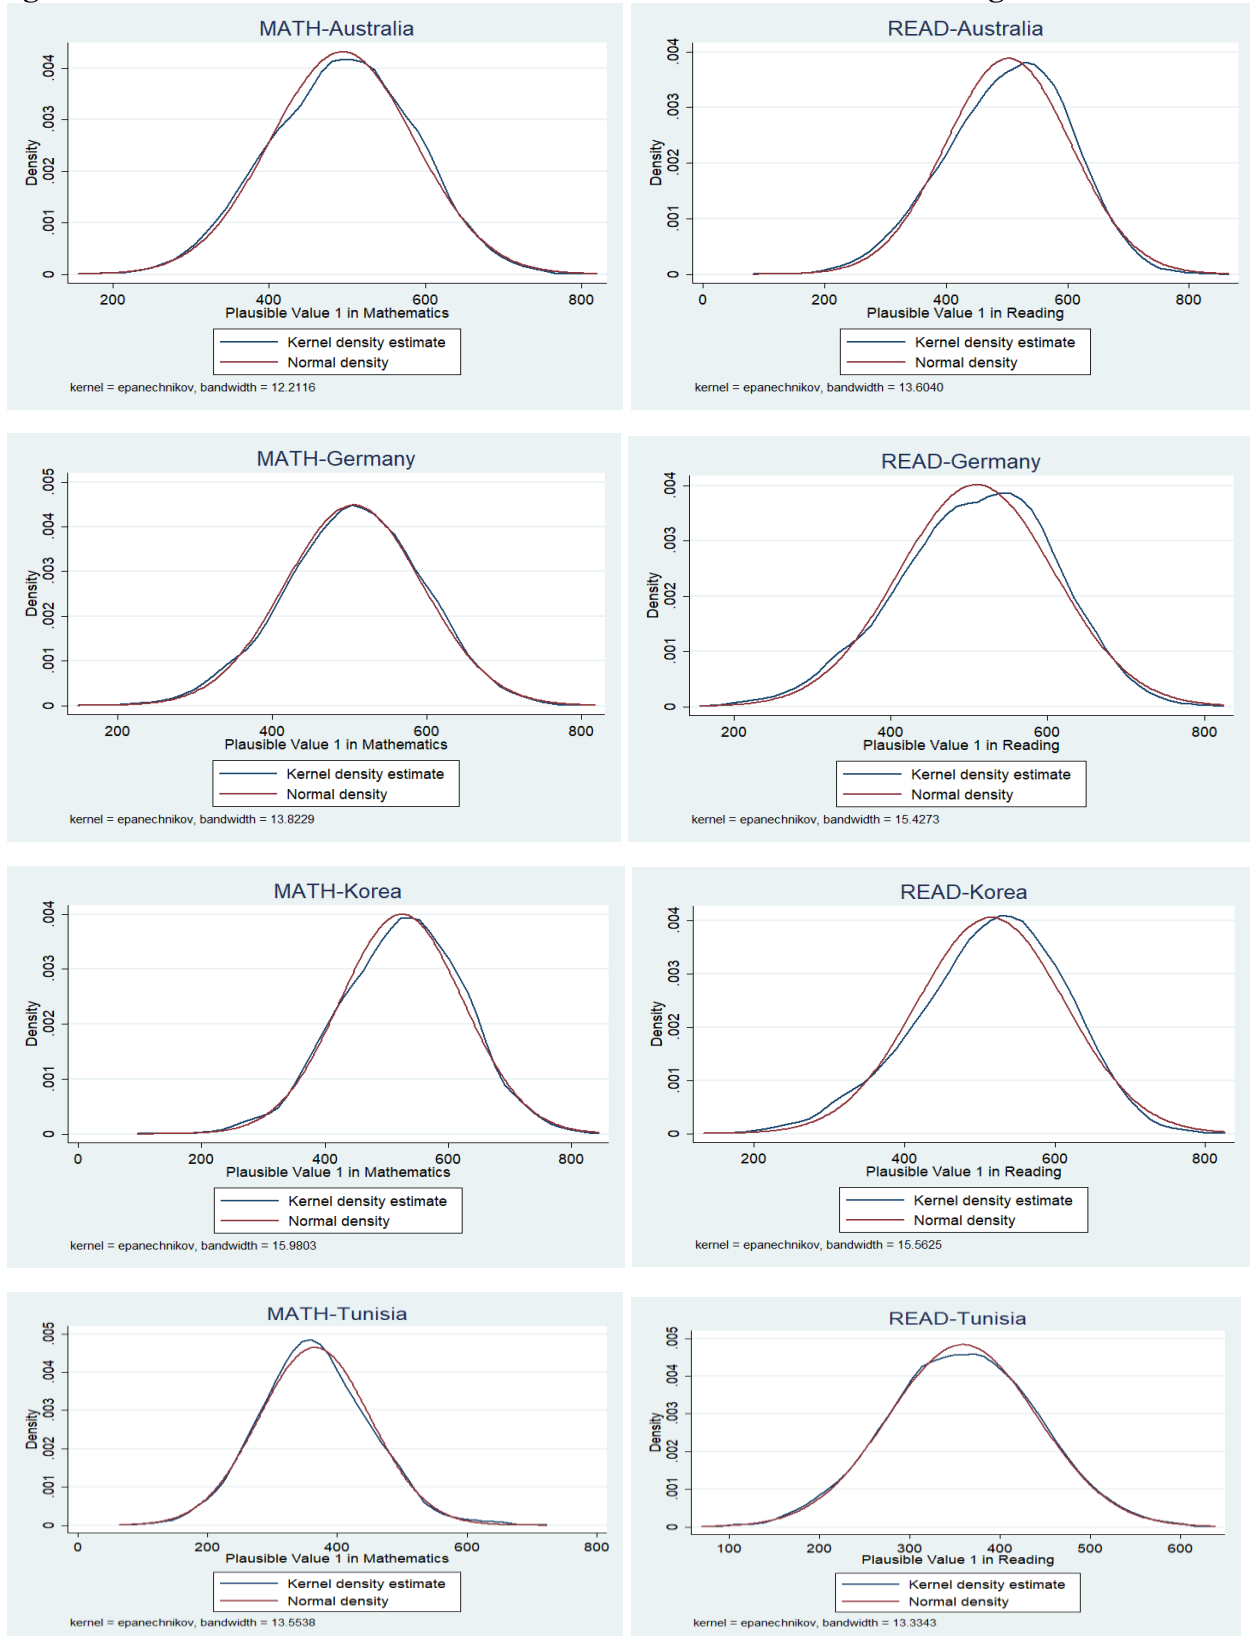 MATH-Australia
.004
.003
.002
.001
0
Density
200 400 600 800
Plausible Value 1 in Mathematics
Kernel density estimate
Normal density
kernel = epanechnikov, bandwidth = 12.2116
READ-Australia
.004
.003
.002
.001
0
Density
0 200 400 600 800
Plausible Value 1 in Reading
Kernel density estimate
Normal density
kernel = epanechnikov, bandwidth = 13.6040
MATH-Germany
.005
.004
.003
.002
.001
0
Density
200 400 600 800
Plausible Value 1 in Mathematics
Kernel density estimate
Normal density
kernel = epanechnikov, bandwidth = 13.8229
READ-Germany
.004
.003
.002
.001
0
Density
200 400 600 800
Plausible Value 1 in Reading
Kernel density estimate
Normal density
kernel = epanechnikov, bandwidth = 15.4273
MATH-Korea
.004
.003
.002
.001
0
Density
0 200 400 600 800
Plausible Value 1 in Mathematics
Kernel density estimate
Normal density
kernel = epanechnikov, bandwidth = 15.9803
READ-Korea
.004
.003
.002
.001
0
Density
200 400 600 800
Plausible Value 1 in Reading
Kernel density estimate
Normal density
kernel = epanechnikov, bandwidth = 15.5625
MATH-Tunisia
.005
.004
.003
.002
.001
0
Density
0 200 400 600 800
Plausible Value 1 in Mathematics
Kernel density estimate
Normal density
kernel = epanechnikov, bandwidth = 13.5538
READ-Tunisia
.005
.004
.003
.002
.001
0
Density
100 200 300 400 500 600
Plausible Value 1 in Reading
Kernel density estimate
Normal density
kernel = epanechnikov, bandwidth = 13.3343